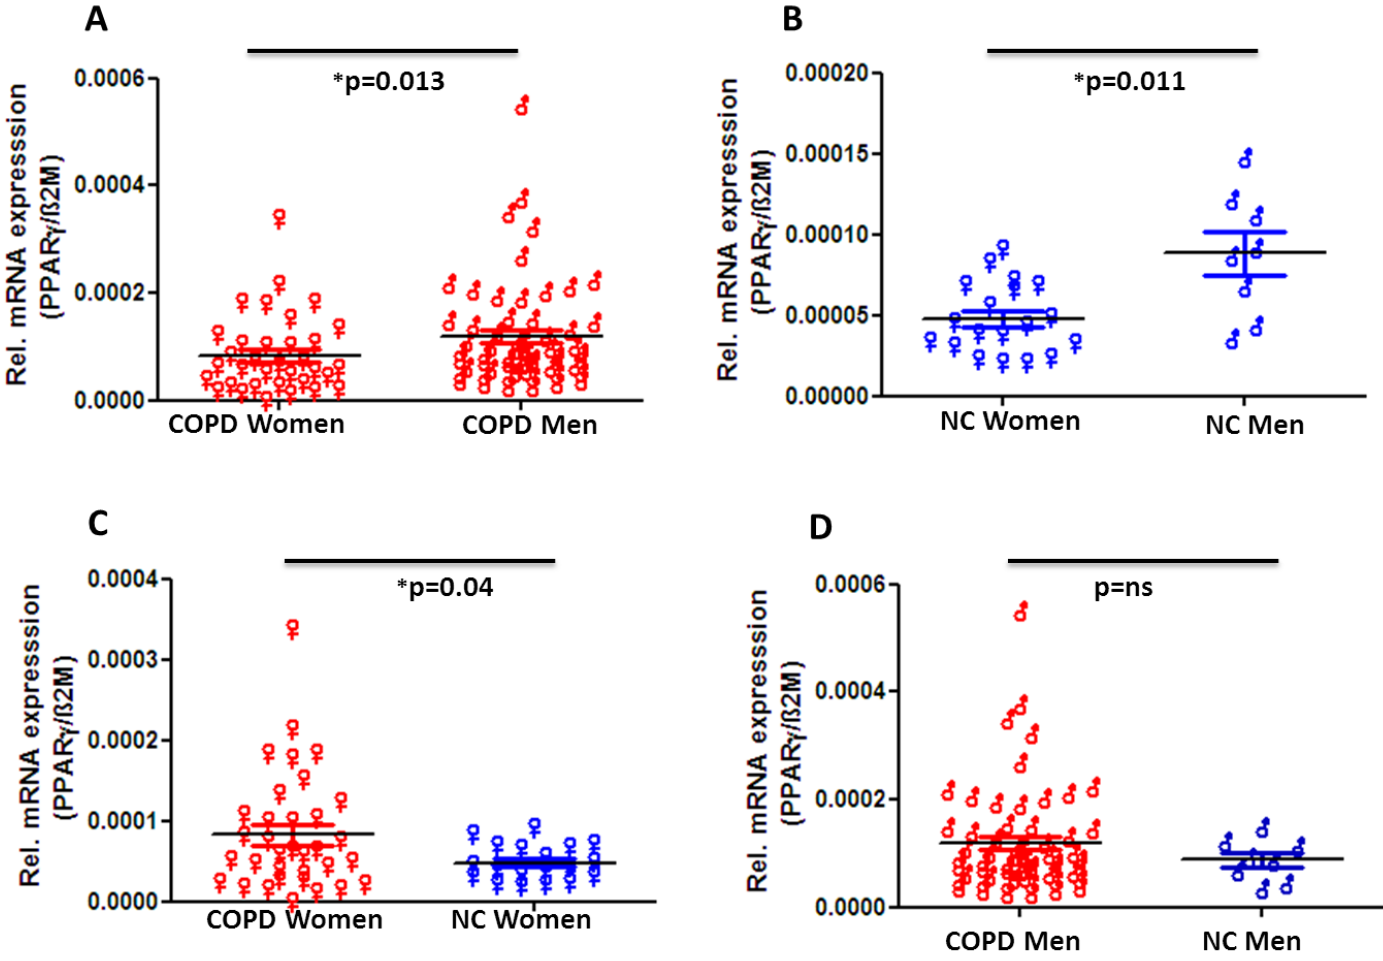 A
Rel. mRNA expresssion
(PPARγ/ß2M)
*p=0.013
0.0006
0.0004
0.0002
0.0000
COPD Women
COPD Men
B
Rel. mRNA expresssion
(PPARγ/ß2M)
*p=0.011
0.00020
0.00015
0.00010
0.00005
0.00000
NC Women
NC Men
C
Rel. mRNA expresssion
(PPARγ/ß2M)
*p=0.04
0.0004
0.0003
0.0002
0.0001
0.0000
COPD Women
NC Women
D
Rel. mRNA expresssion
(PPARγ/ß2M)
p=ns
0.0006
0.0004
0.0002
0.0000
COPD Men
NC Men